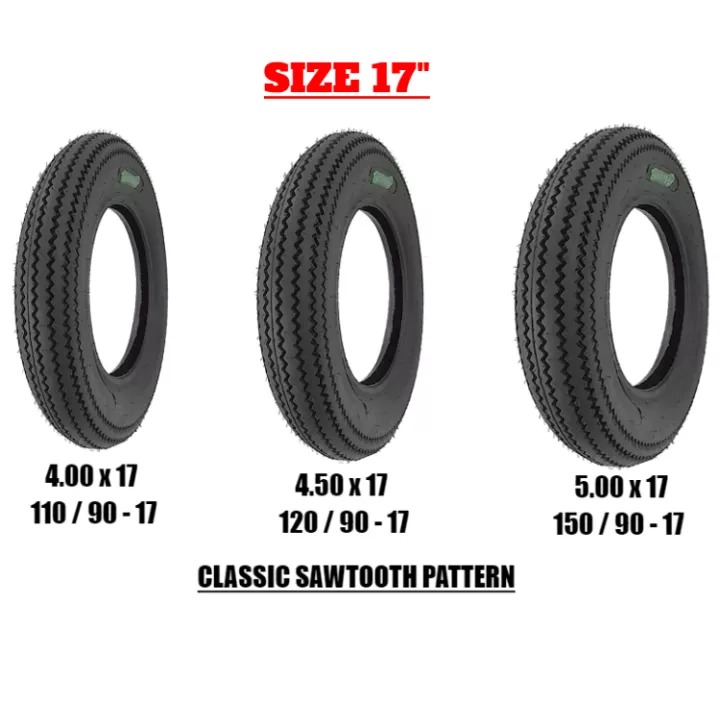 SIZE 17"
4.00 x 17
110 / 90 - 17
4.50 x 17
120 / 90 - 17
5.00 x 17
150 / 90 - 17
CLASSIC SAWTOOTH PATTERN